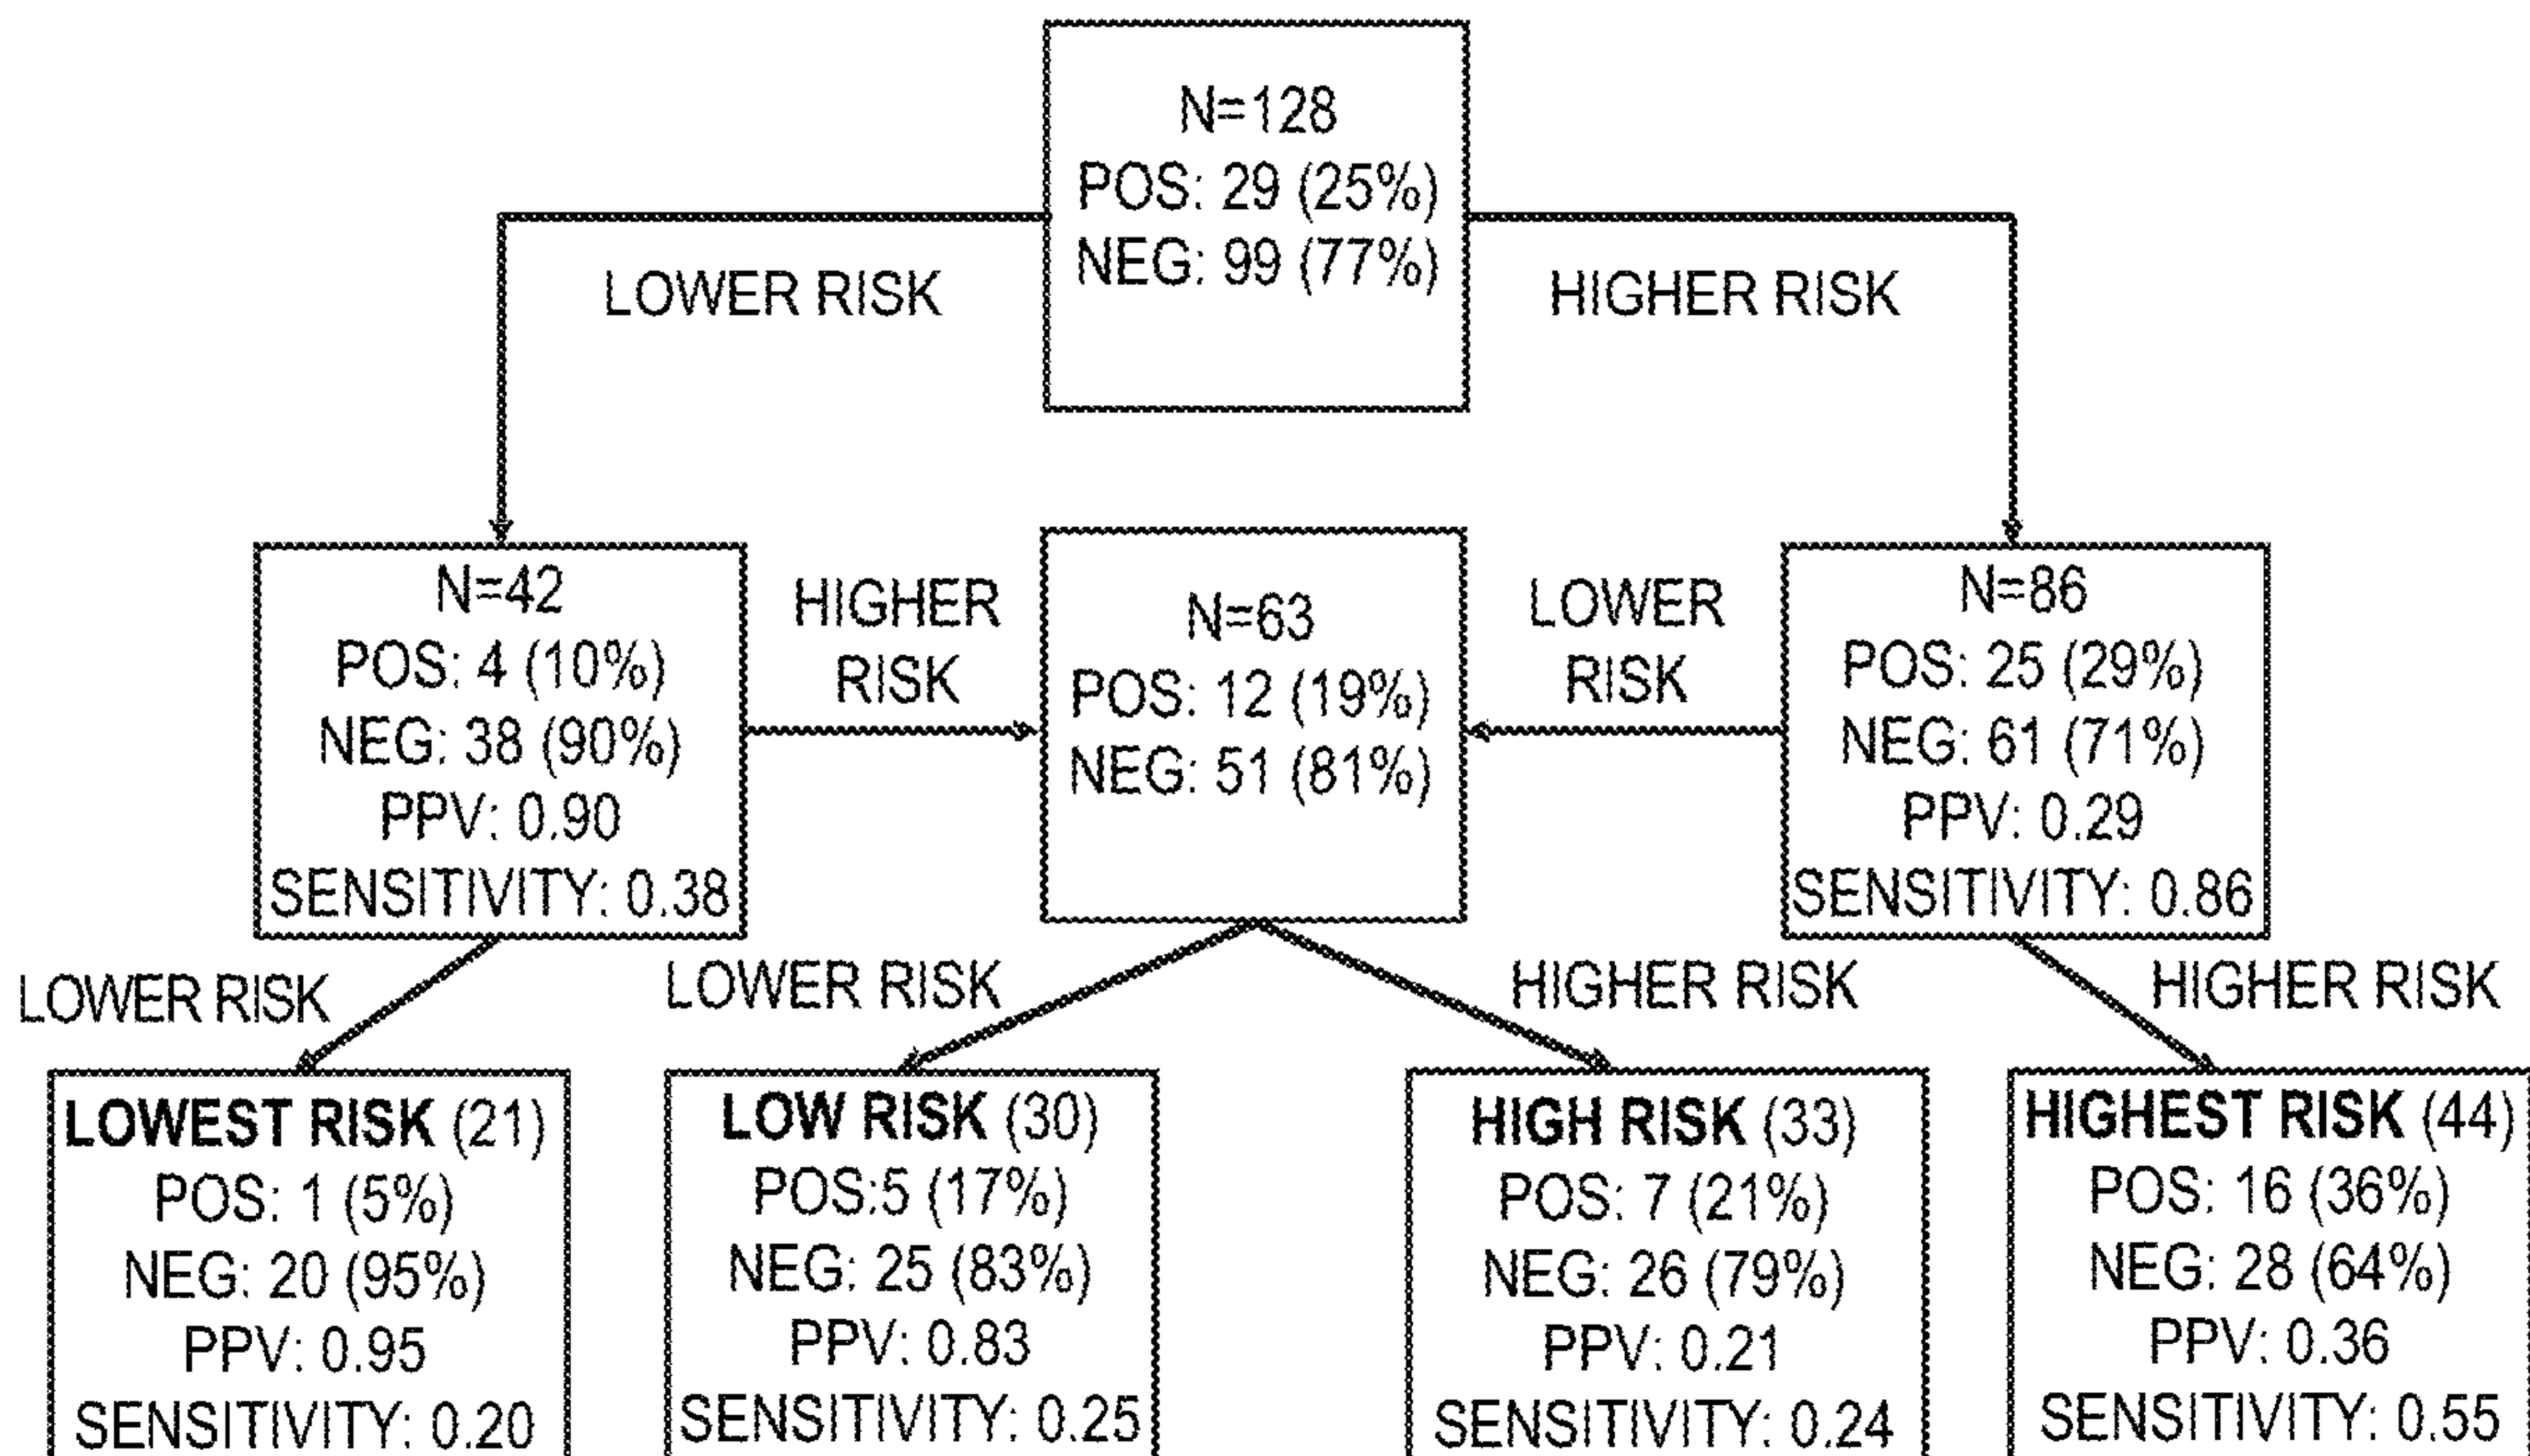 N=128
POS: 29 (25%)
NEG: 99 (77%)
LOWER RISK
HIGHER RISK
N=42
POS: 4 (10%)
NEG: 38 (90%)
PPV: 0.90
SENSITIVITY: 0.38
HIGHER
RISK
N=63
POS: 12 (19%)
NEG: 51 (81%)
LOWER
RISK
N=86
POS: 25 (29%)
NEG: 61 (71%)
PPV: 0.29
SENSITIVITY: 0.86
LOWER RISK
LOWER RISK
HIGHER RISK
HIGHER RISK
LOWEST RISK (21)
POS: 1 (5%)
NEG: 20 (95%)
PPV: 0.95
SENSITIVITY: 0.20
LOW RISK (30)
POS:5 (17%)
NEG: 25 (83%)
PPV: 0.83
SENSITIVITY: 0.25
HIGH RISK (33)
POS: 7 (21%)
NEG: 26 (79%)
PPV: 0.21
SENSITIVITY: 0.24
HIGHEST RISK (44)
POS: 16 (36%)
NEG: 28 (64%)
PPV: 0.36
SENSITIVITY: 0.55